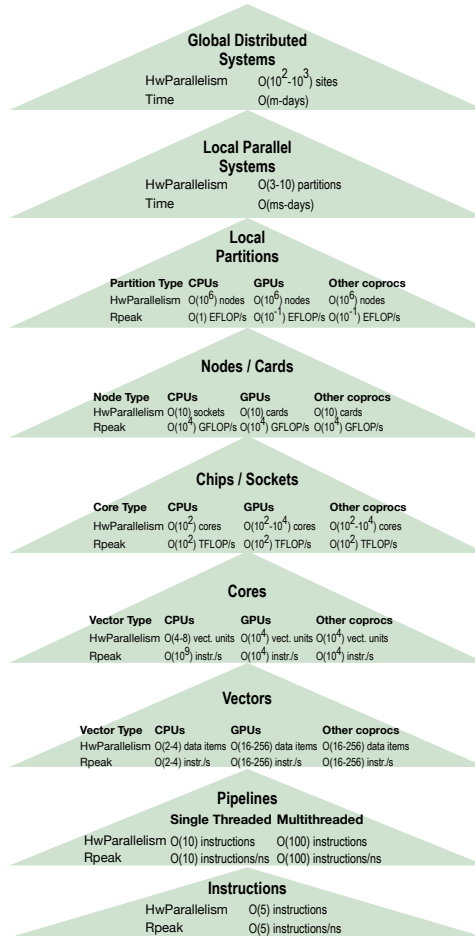 Global Distributed
Systems
HwParallelism O(10^2-10^3) sites
Time O(m-days)
Local Parallel
Systems
HwParallelism O(3-10) partitions
Time O(ms-days)
Local
Partitions
Partition Type CPUs GPUs Other coprocs
HwParallelism O(10^6) nodes O(10^6) nodes O(10^6) nodes
Rpeak O(1) EFLOP/s O(10^-1) EFLOP/s O(10^-1) EFLOP/s
Nodes / Cards
Node Type CPUs GPUs Other coprocs
HwParallelism O(10) sockets O(10) cards O(10) cards
Rpeak O(10^4) GFLOP/s O(10^4) GFLOP/s O(10^4) GFLOP/s
Chips / Sockets
Core Type CPUs GPUs Other coprocs
HwParallelism O(10^2) cores O(10^2-10^4) cores O(10^2-10^4) cores
Rpeak O(10^2) TFLOP/s O(10^2) TFLOP/s O(10^2) TFLOP/s
Cores
Vector Type CPUs GPUs Other coprocs
HwParallelism O(4-8) vect. units O(10^4) vect. units O(10^4) vect. units
Rpeak O(10^9) instr./s O(10^4) instr./s O(10^4) instr./s
Vectors
Vector Type CPUs GPUs Other coprocs
HwParallelism O(2-4) data items O(16-256) data items O(16-256) data items
Rpeak O(2-4) instr./s O(16-256) instr./s O(16-256) instr./s
Pipelines
Single Threaded Multithreaded
HwParallelism O(10) instructions O(100) instructions
Rpeak O(10) instructions/ns O(100) instructions/ns
Instructions
HwParallelism O(5) instructions
Rpeak O(5) instructions/ns